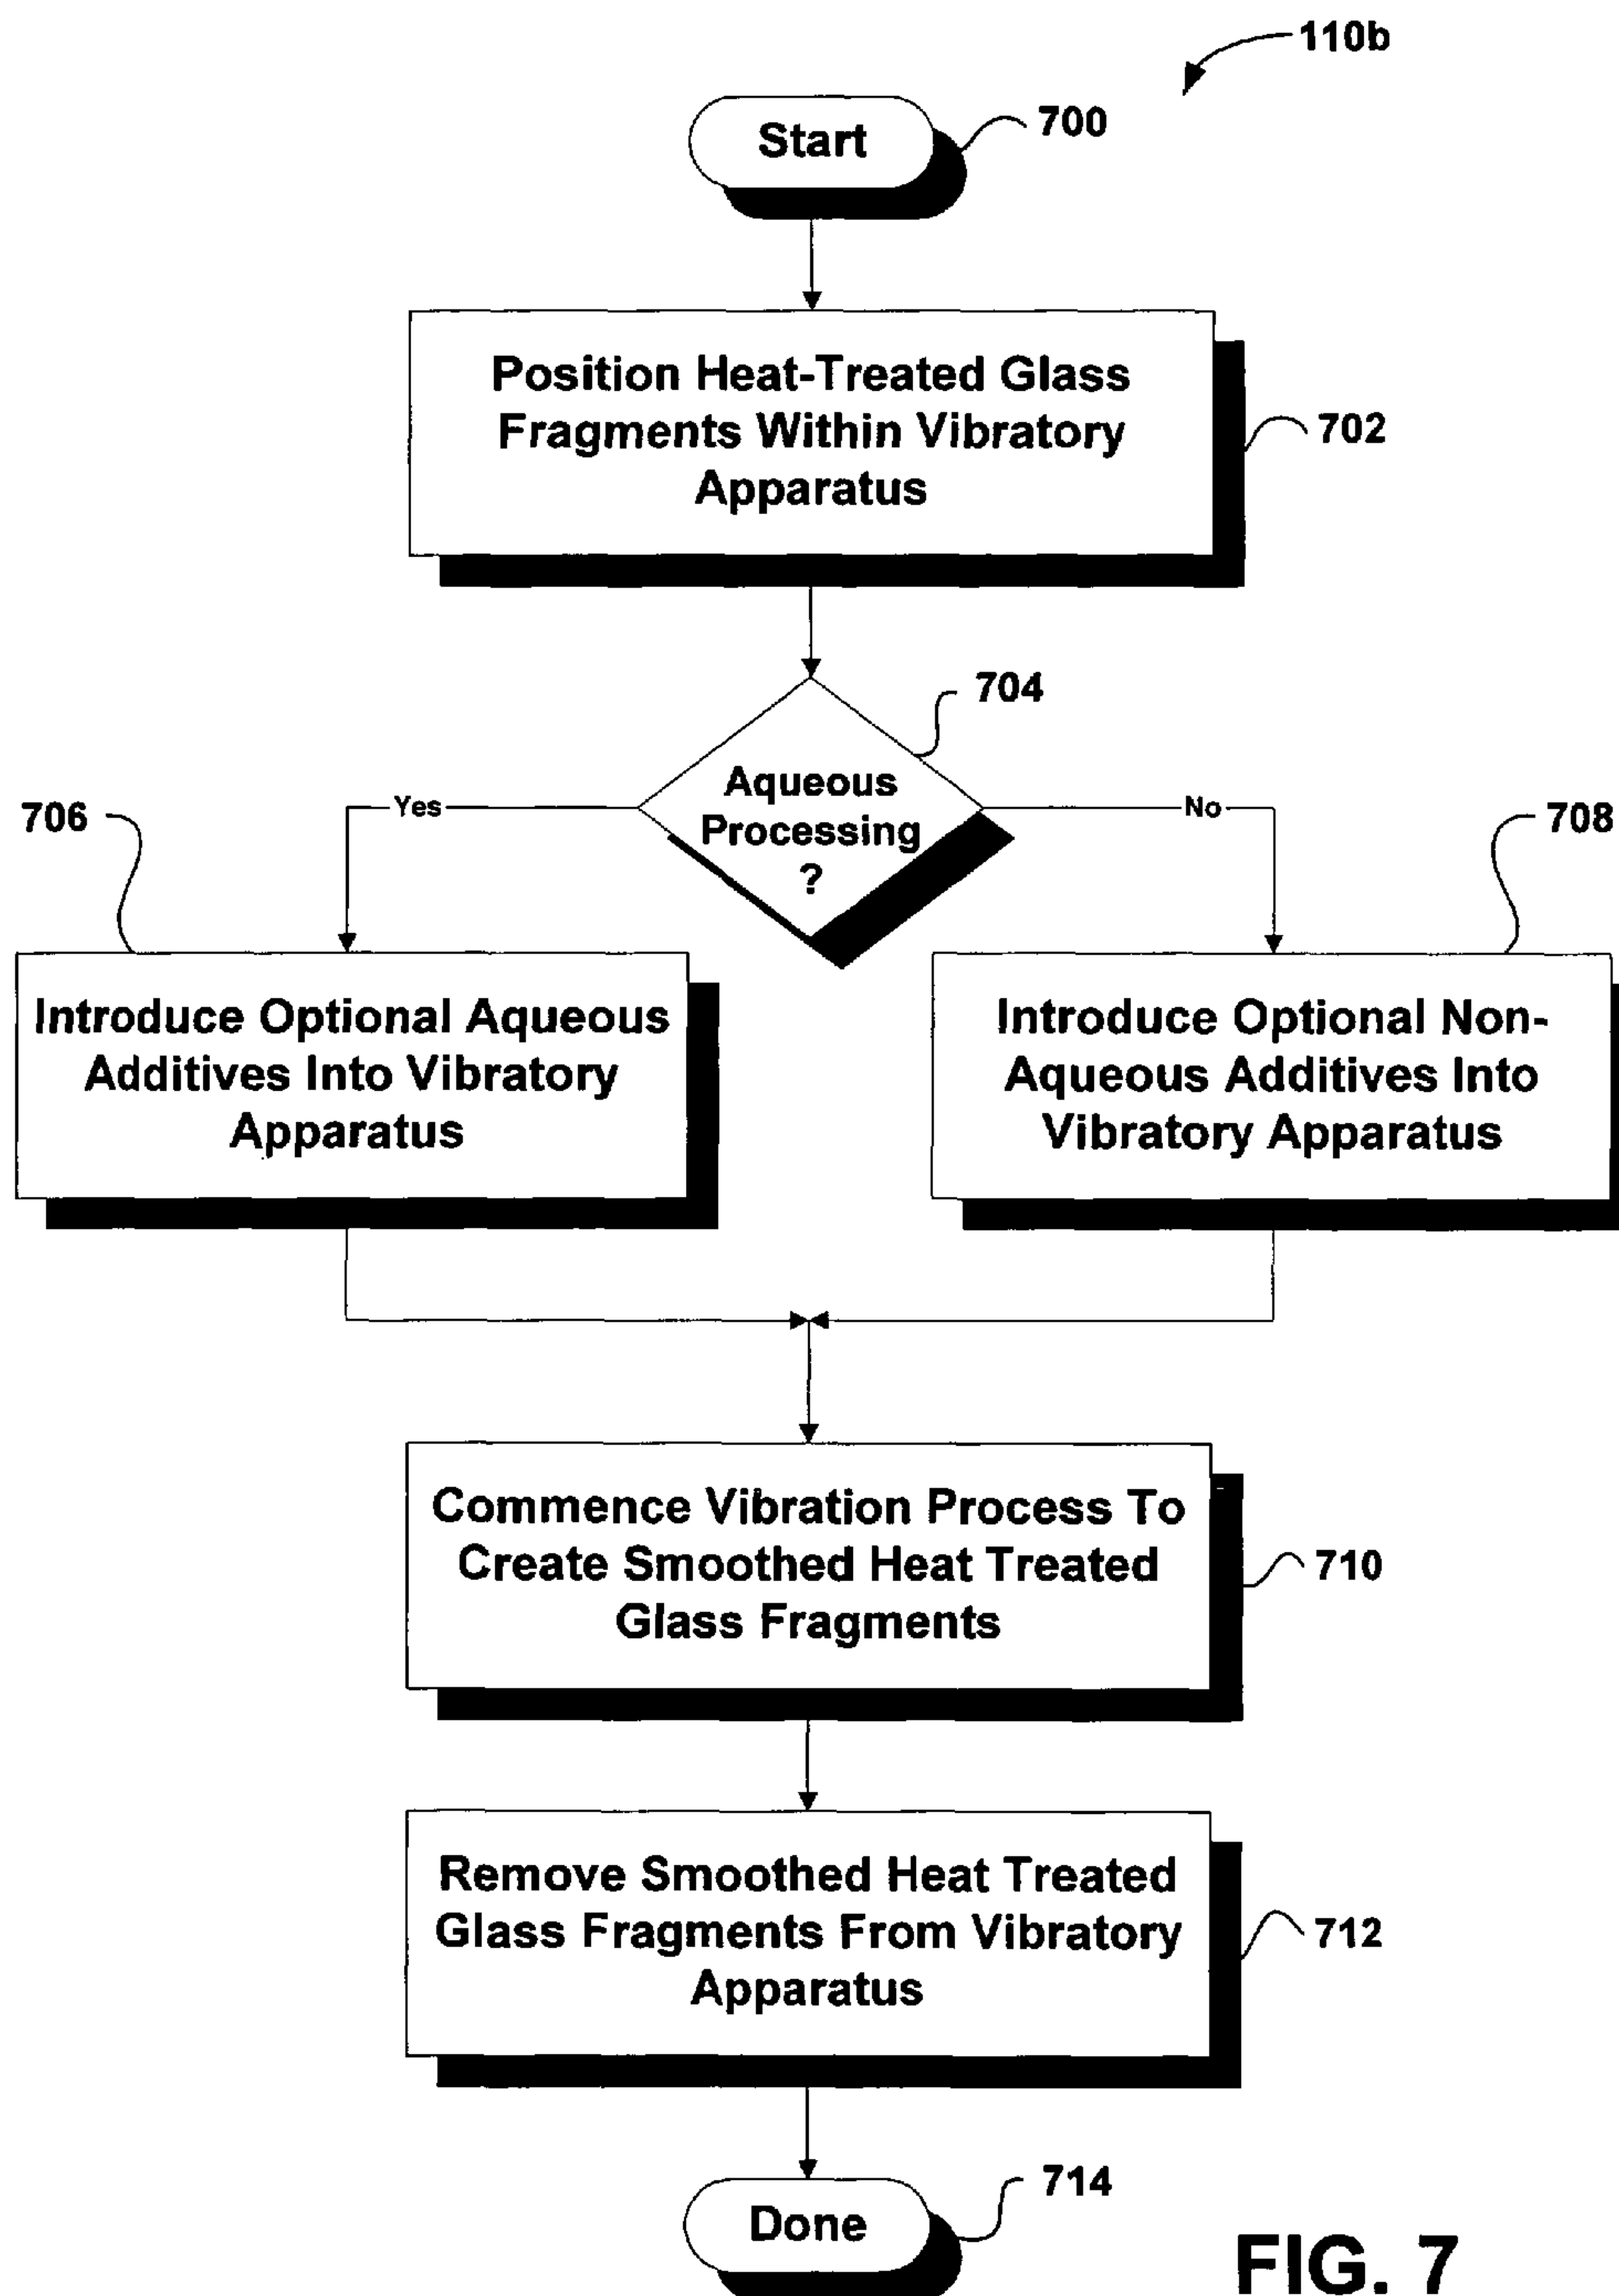 110b
Start
700
Position Heat-Treated Glass
Fragments Within Vibratory
Apparatus
702
704
Aqueous
Processing
?
Yes
No
706
708
Introduce Optional Aqueous
Additives Into Vibratory
Apparatus
Introduce Optional Non-
Aqueous Additives Into
Vibratory Apparatus
Commence Vibration Process To
Create Smoothed Heat Treated
Glass Fragments
710
Remove Smoothed Heat Treated
Glass Fragments From Vibratory
Apparatus
712
Done
714
FIG. 7